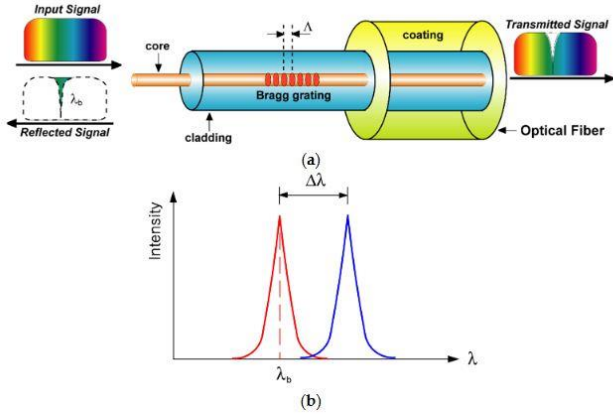 Input Signal
λb
Reflected Signal
core
Λ
Bragg grating
cladding
coating
Transmitted Signal
Optical Fiber
(a)
Δλ
Intensity
λb
λ
(b)